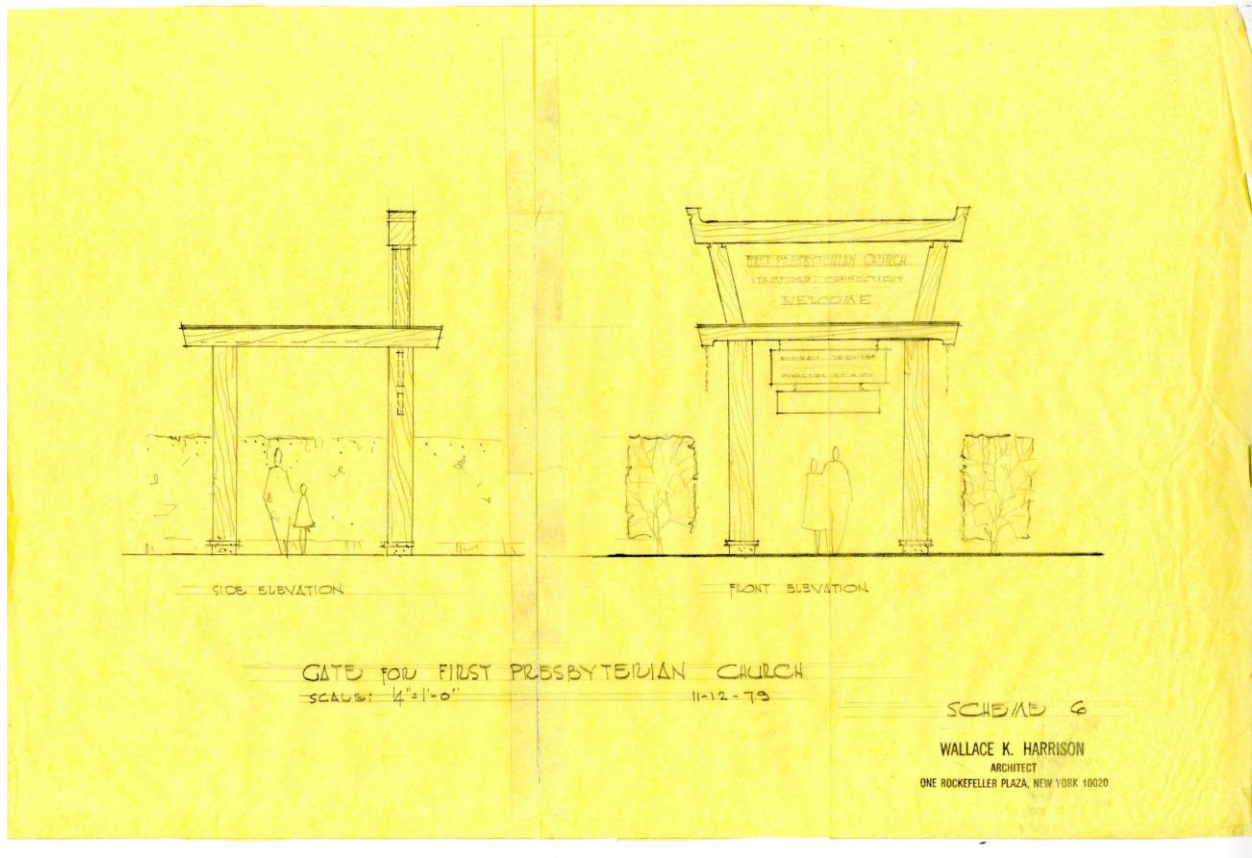 FIRST PRESBYTERIAN CHURCH
STAMFORD, CONNECTICUT
WELCOME
SIDE ELEVATION
FRONT ELEVATION
GATE FOR FIRST PRESBYTERIAN CHURCH
SCALE: 1/4"=1'-0" 11-12-79
SCHEME 6
WALLACE K. HARRISON
ARCHITECT
ONE ROCKEFELLER PLAZA, NEW YORK 10020